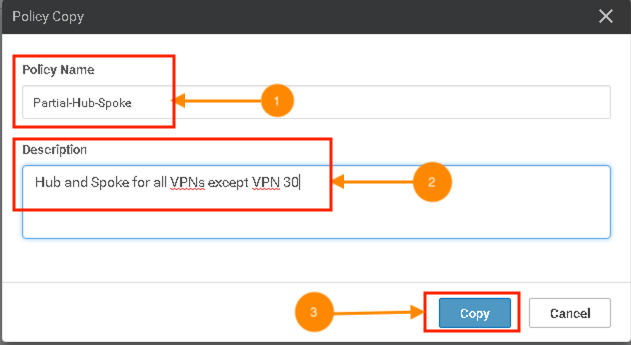 Policy Copy
Policy Name
Partial-Hub-Spoke
1
Description
Hub and Spoke for all VPNs except VPN 30
2
3
Copy
Cancel